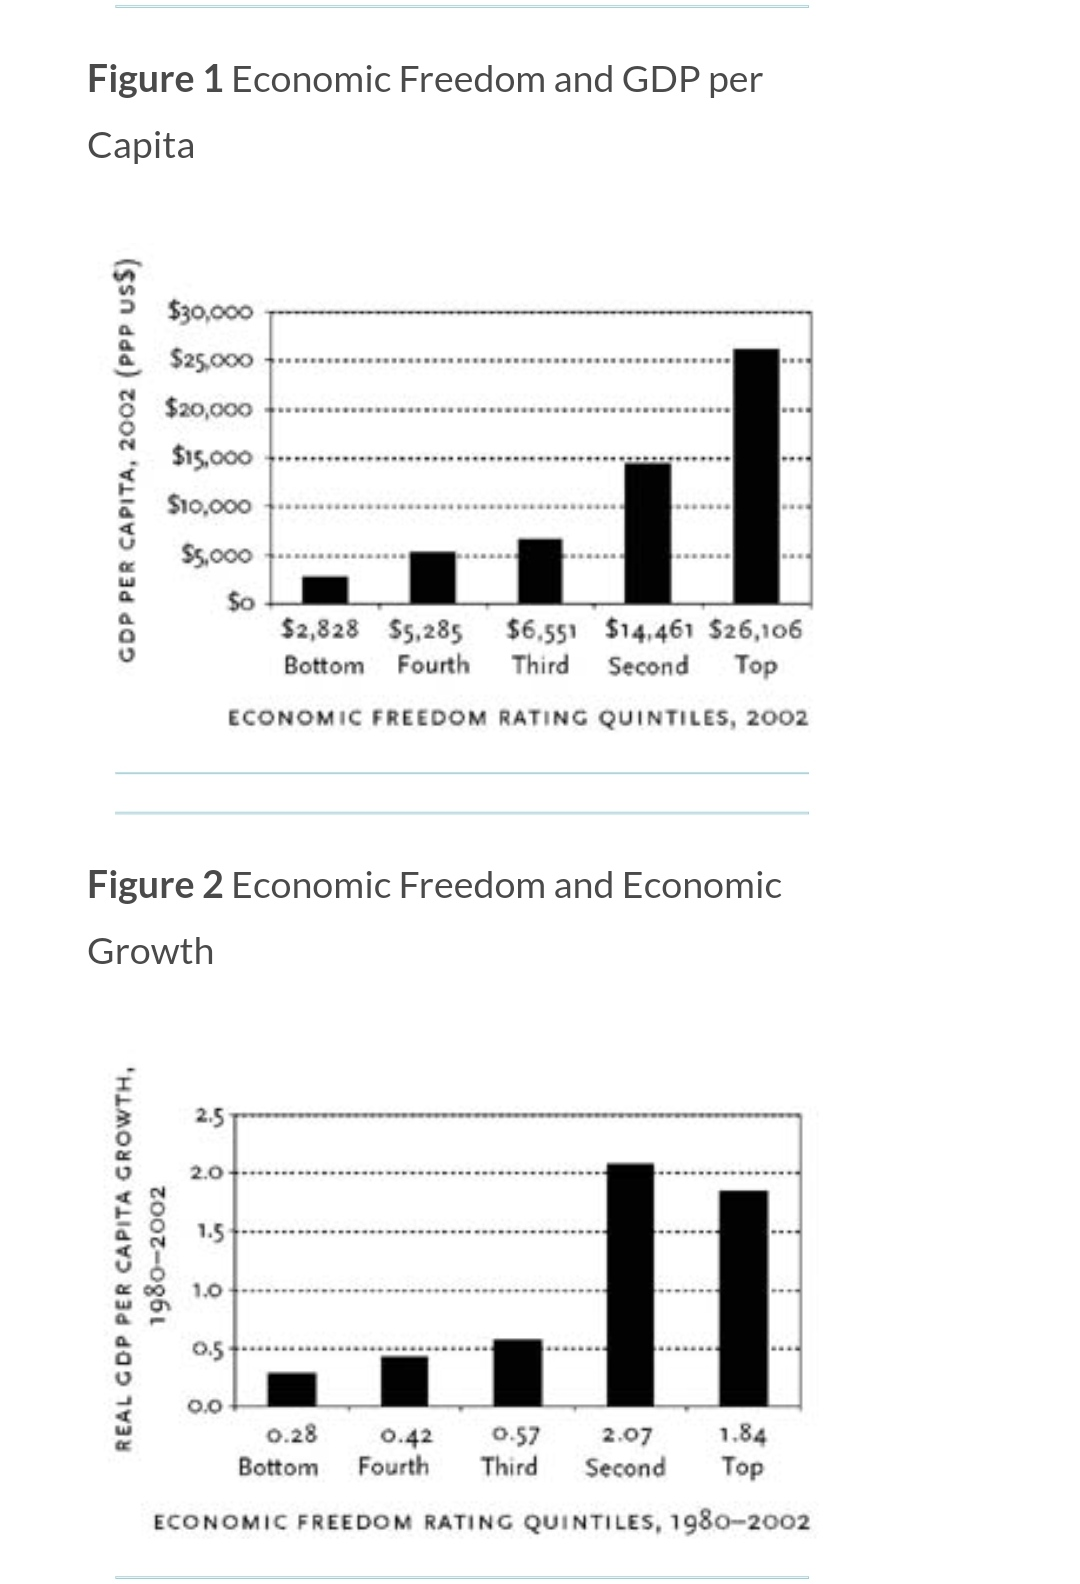 Figure 1 Economic Freedom and GDP per
Capita
GDP PER CAPITA, 2002 (PPP US$)
$30,000
$25,000
$20,000
$15,000
$10,000
$5,000
$0
$2,828 $5,285 $6,551 $14,461 $26,106
Bottom Fourth Third Second Top
ECONOMIC FREEDOM RATING QUINTILES, 2002
Figure 2 Economic Freedom and Economic
Growth
REAL GDP PER CAPITA GROWTH,
1980–2002
2.5
2.0
1.5
1.0
0.5
0.0
0.28 0.42 0.57 2.07 1.84
Bottom Fourth Third Second Top
ECONOMIC FREEDOM RATING QUINTILES, 1980–2002